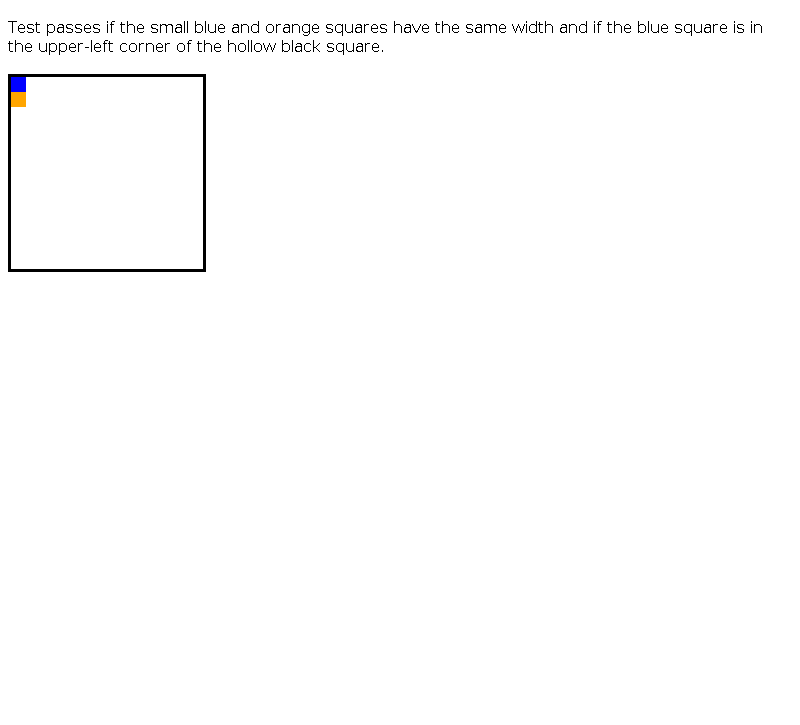 Test passes if the small blue and orange squares have the same width and if the blue square is in
the upper-left corner of the hollow black square.